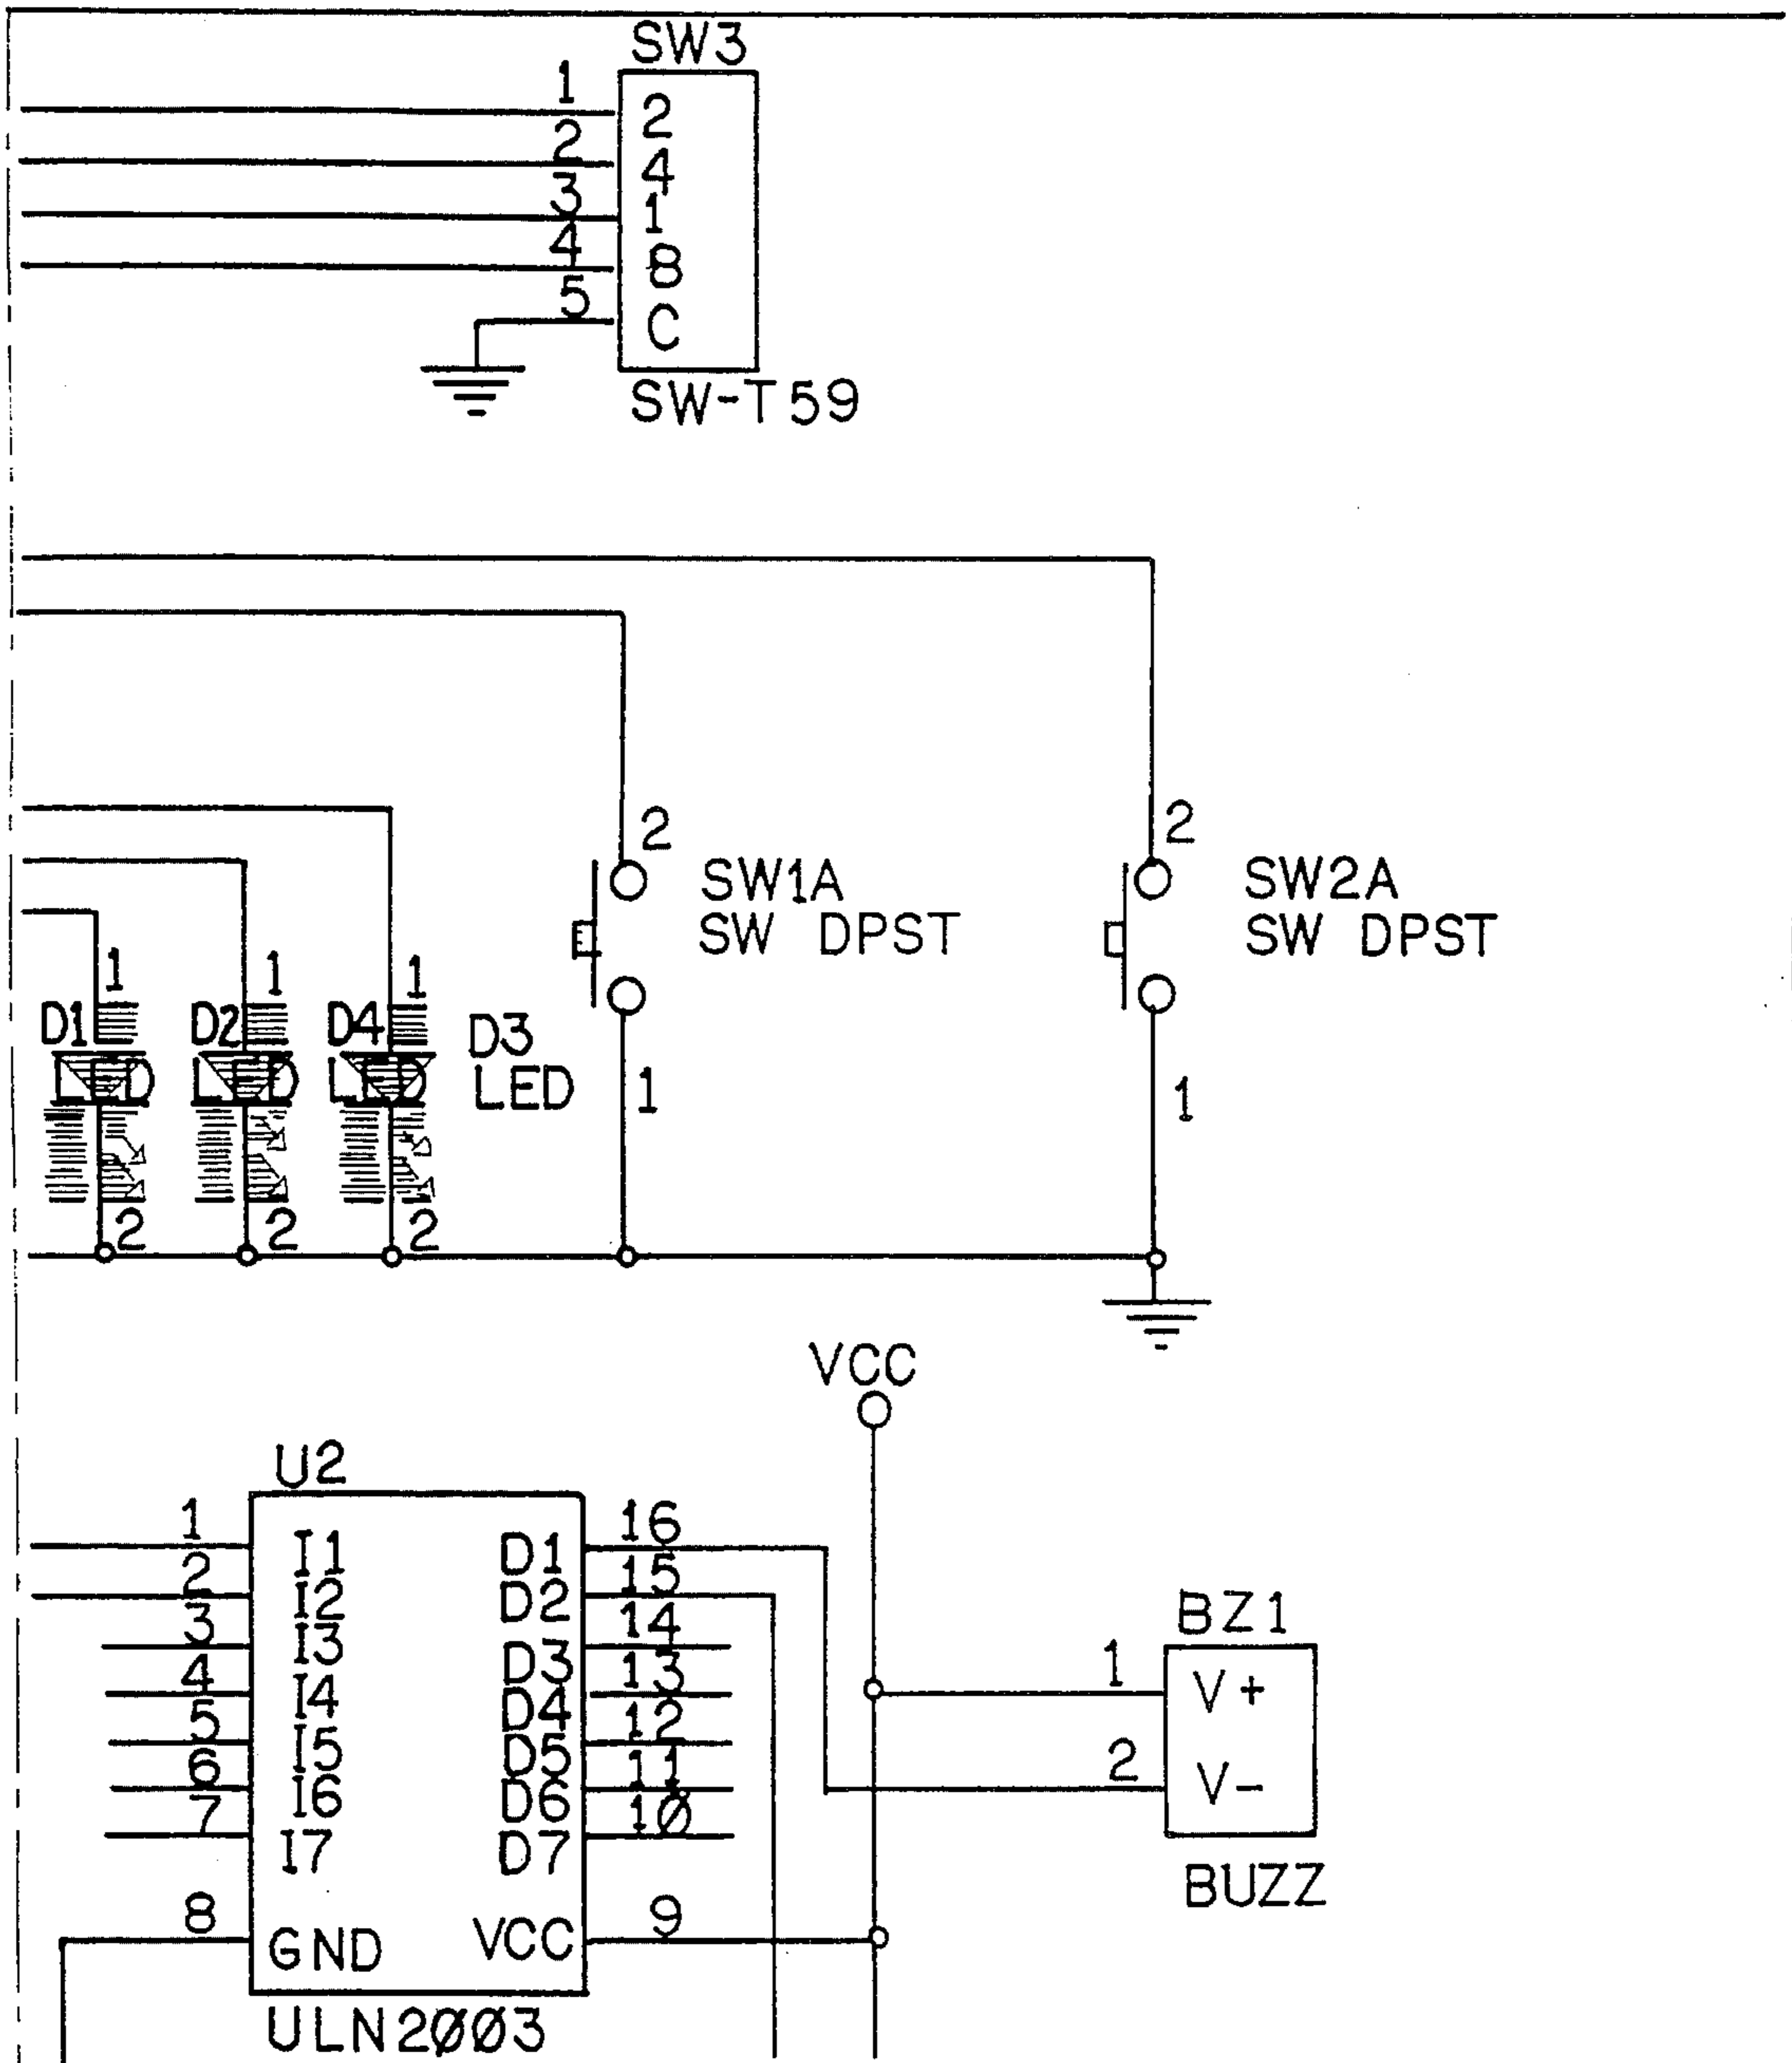 SW3
1 2
2 4
3 1
4 8
5 C
SW-T59
2
SW1A
SW DPST
1
2
SW2A
SW DPST
1
1 1 1
D1 D2 D4 D3
LED LED LED LED
2 2 2
VCC
U2
1 I1 D1 16
2 I2 D2 15
3 I3 D3 14
4 I4 D4 13
5 I5 D5 12
6 I6 D6 11
7 I7 D7 1Ø
8 GND VCC 9
ULN2ØØ3
BZ1
1 V+
2 V-
BUZZ